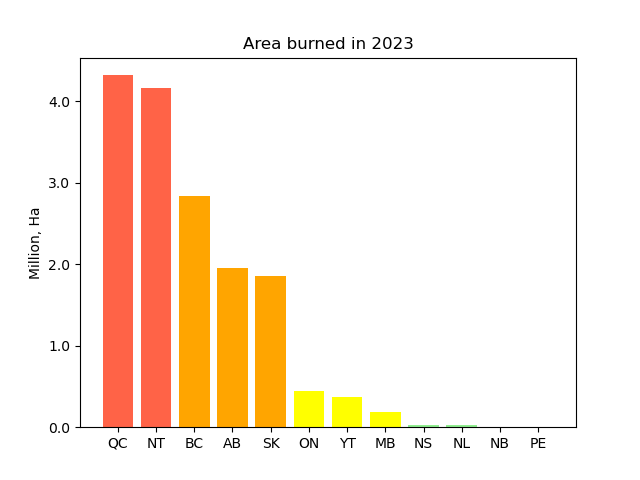 Area burned in 2023
Million, Ha
4.0
3.0
2.0
1.0
0.0
QC NT BC AB SK ON YT MB NS NL NB PE